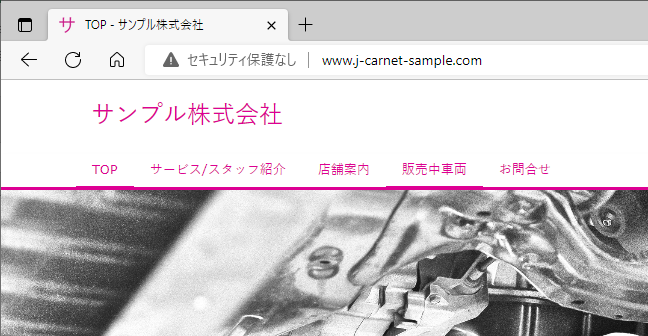 サ TOP - サンプル株式会社
セキュリティ保護なし www.j-carnet-sample.com
サンプル株式会社
TOP サービス/スタッフ紹介 店舗案内 販売中車両 お問合せ